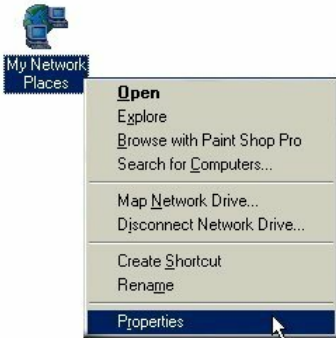 My Network
Places
Open
Explore
Browse with Paint Shop Pro
Search for Computers...
Map Network Drive...
Disconnect Network Drive...
Create Shortcut
Rename
Properties